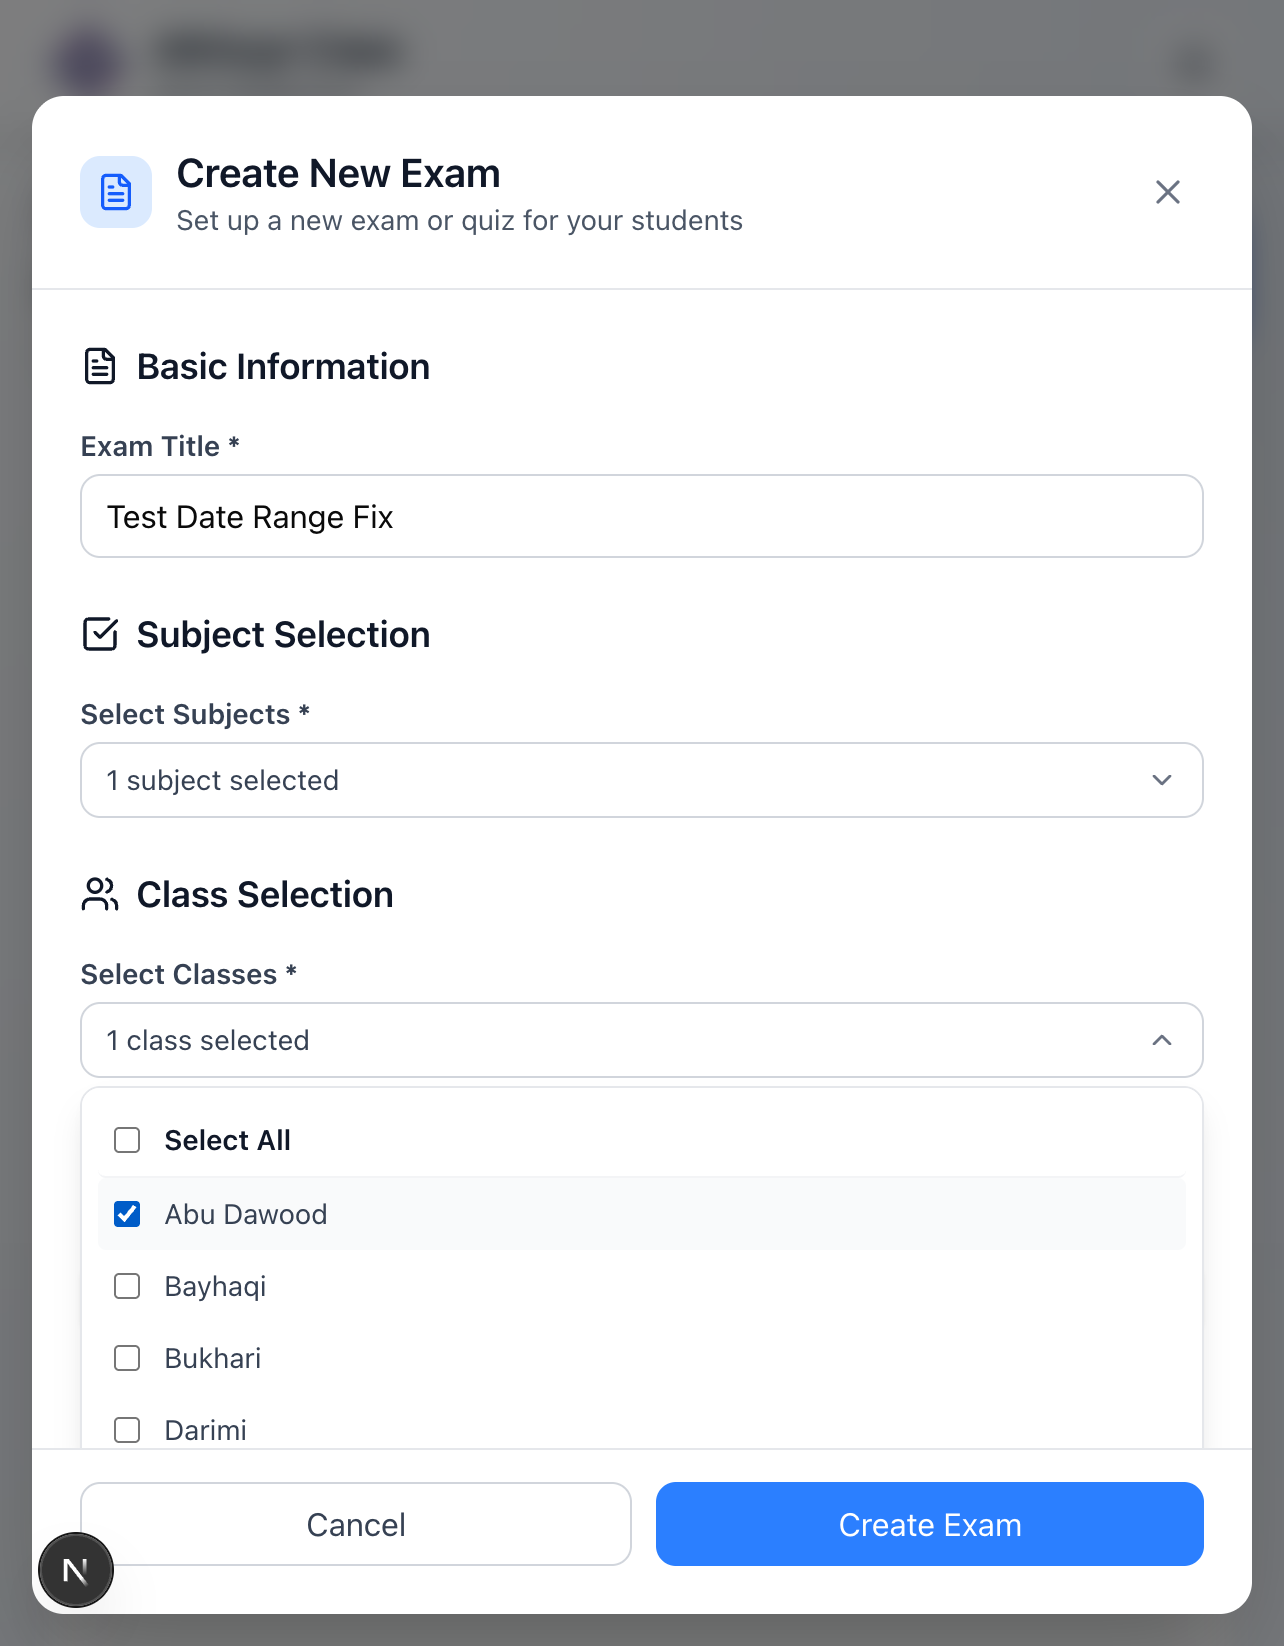 Create New Exam
Set up a new exam or quiz for your students
Basic Information
Exam Title *
Test Date Range Fix
Subject Selection
Select Subjects *
1 subject selected
Class Selection
Select Classes *
1 class selected
Select All
Abu Dawood
Bayhaqi
Bukhari
Darimi
Cancel
Create Exam
N